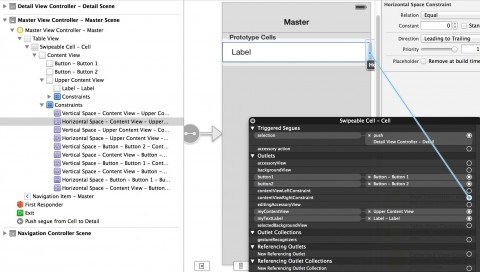 Detail View Controller – Detail Scene
Master View Controller – Master Scene
Master View Controller – Master
Table View
Swipeable Cell – Cell
Content View
Button – Button 1
Button – Button 2
Upper Content View
Label – Label
Constraints
Constraints
Vertical Space – Content View – Upper Co...
Horizontal Space – Content View – Upper...
Vertical Space – Upper Content View – Co...
Horizontal Space – Upper Content View –...
Vertical Space – Button – Button 2 – Cont...
Vertical Space – Content View – Button –...
Vertical Space – Button – Button 1 – Cont...
Vertical Space – Content View – Button –...
Horizontal Space – Button – Button 1 – B...
Horizontal Space – Content View – Butto...
Navigation Item – Master
First Responder
Exit
Push segue from Cell to Detail
Navigation Controller Scene
Master
Prototype Cells
Label
Horizontal Space Constraint
Relation Equal
Constant 0 Stan
Direction Leading to Trailing
Priority 1
Placeholder Remove at build time
Swipeable Cell – Cell
Triggered Segues
selection push
Detail View Controller – Detail
accessory action
Outlets
accessoryView
backgroundView
button1 Button – Button 1
button2 Button – Button 2
contentViewLeftConstraint
contentViewRightConstraint
editingAccessoryView
myContentView Upper Content View
myTextLabel Label – Label
selectedBackgroundView
Outlet Collections
gestureRecognizers
Referencing Outlets
New Referencing Outlet
Referencing Outlet Collections
New Referencing Outlet Collection